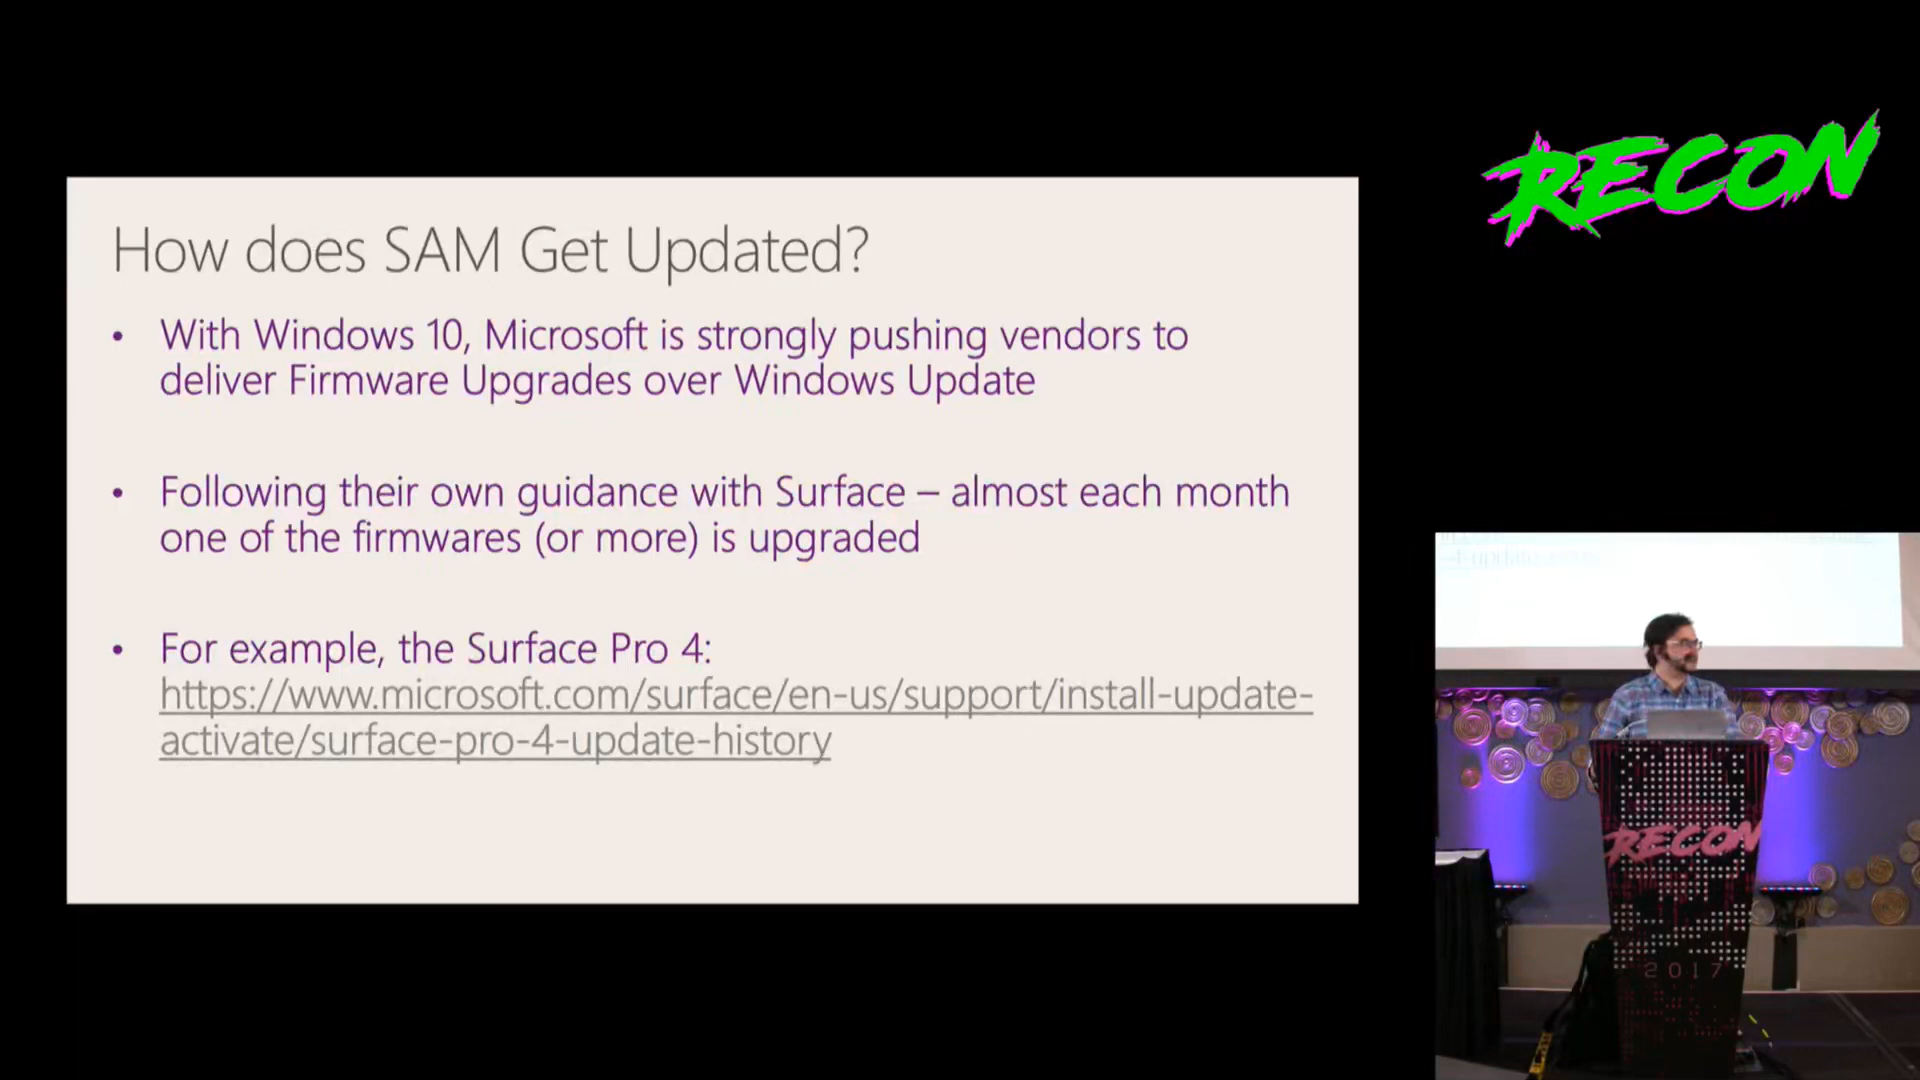 RECON
How does SAM Get Updated?
• With Windows 10, Microsoft is strongly pushing vendors to
deliver Firmware Upgrades over Windows Update
• Following their own guidance with Surface – almost each month
one of the firmwares (or more) is upgraded
• For example, the Surface Pro 4:
https://www.microsoft.com/surface/en-us/support/install-update-
activate/surface-pro-4-update-history
RECON
2017